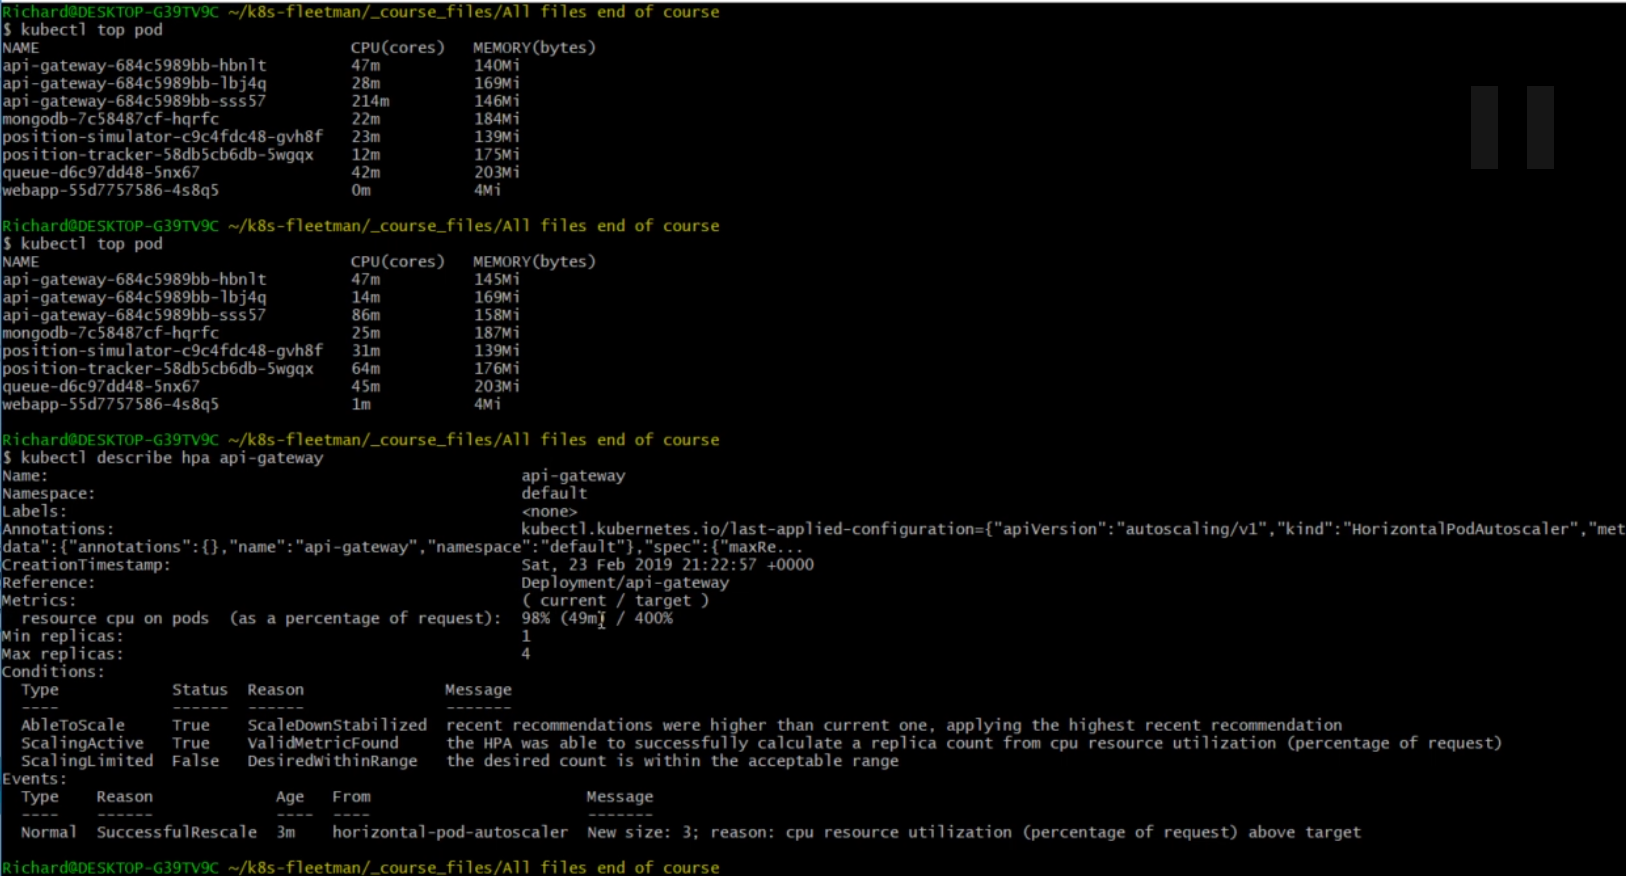 Richard@DESKTOP-G39TV9C ~/k8s-fleetman/_course_files/All files end of course
$ kubectl top pod
NAME CPU(cores) MEMORY(bytes)
api-gateway-684c5989bb-hbnlt 47m 140Mi
api-gateway-684c5989bb-lbj4q 28m 169Mi
api-gateway-684c5989bb-sss57 214m 146Mi
mongodb-7c58487cf-hqrfc 22m 184Mi
position-simulator-c9c4fdc48-gvh8f 23m 139Mi
position-tracker-58db5cb6db-5wgqx 12m 175Mi
queue-d6c97dd48-5nx67 42m 203Mi
webapp-55d7757586-4s8q5 0m 4Mi
Richard@DESKTOP-G39TV9C ~/k8s-fleetman/_course_files/All files end of course
$ kubectl top pod
NAME CPU(cores) MEMORY(bytes)
api-gateway-684c5989bb-hbnlt 47m 145Mi
api-gateway-684c5989bb-lbj4q 14m 169Mi
api-gateway-684c5989bb-sss57 86m 158Mi
mongodb-7c58487cf-hqrfc 25m 187Mi
position-simulator-c9c4fdc48-gvh8f 31m 139Mi
position-tracker-58db5cb6db-5wgqx 64m 176Mi
queue-d6c97dd48-5nx67 45m 203Mi
webapp-55d7757586-4s8q5 1m 4Mi
Richard@DESKTOP-G39TV9C ~/k8s-fleetman/_course_files/All files end of course
$ kubectl describe hpa api-gateway
Name: api-gateway
Namespace: default
Labels: <none>
Annotations: kubectl.kubernetes.io/last-applied-configuration={"apiVersion":"autoscaling/v1","kind":"HorizontalPodAutoscaler","met
data":{"annotations":{},"name":"api-gateway","namespace":"default"},"spec":{"maxRe...
CreationTimestamp: Sat, 23 Feb 2019 21:22:57 +0000
Reference: Deployment/api-gateway
Metrics: ( current / target )
resource cpu on pods (as a percentage of request): 98% (49m) / 400%
Min replicas: 1
Max replicas: 4
Conditions:
Type Status Reason Message
---- ------ ------ -------
AbleToScale True ScaleDownStabilized recent recommendations were higher than current one, applying the highest recent recommendation
ScalingActive True ValidMetricFound the HPA was able to successfully calculate a replica count from cpu resource utilization (percentage of request)
ScalingLimited False DesiredWithinRange the desired count is within the acceptable range
Events:
Type Reason Age From Message
---- ------ ---- ---- -------
Normal SuccessfulRescale 3m horizontal-pod-autoscaler New size: 3; reason: cpu resource utilization (percentage of request) above target
Richard@DESKTOP-G39TV9C ~/k8s-fleetman/_course_files/All files end of course